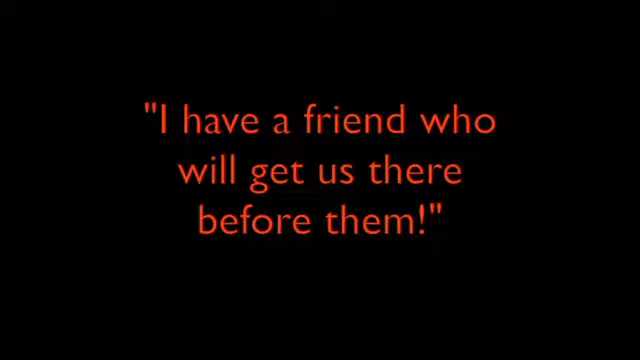 "I have a friend who
will get us there
before them!"